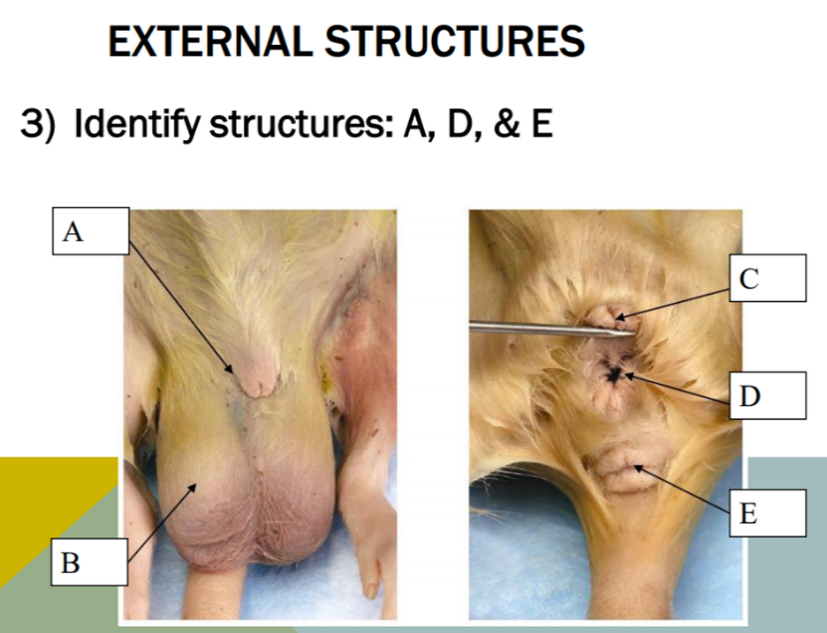 EXTERNAL STRUCTURES
3) Identify structures: A, D, & E
A
B
C
D
E